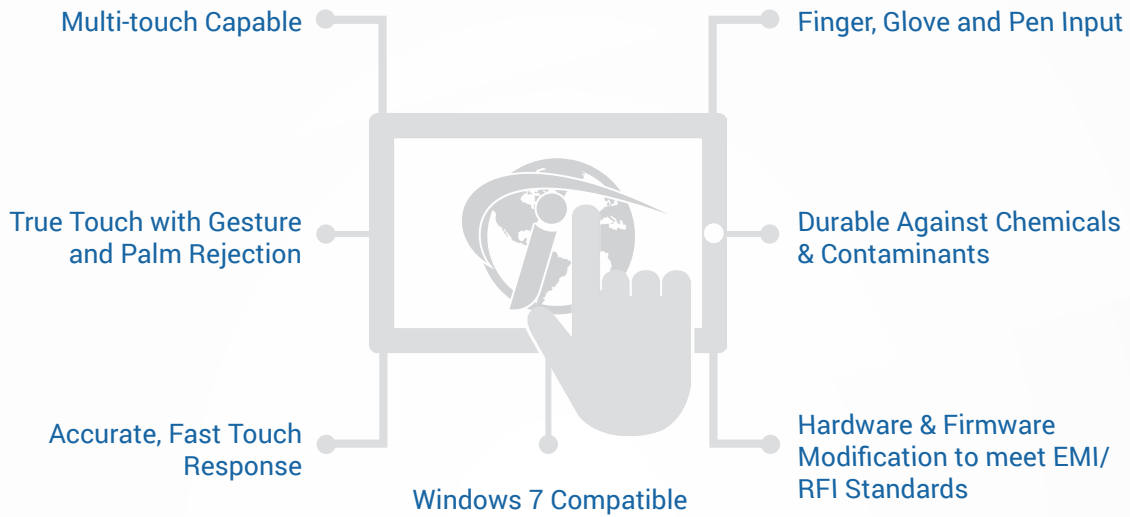 Multi-touch Capable
Finger, Glove and Pen Input
True Touch with Gesture
and Palm Rejection
Durable Against Chemicals
& Contaminants
Accurate, Fast Touch
Response
Hardware & Firmware
Modification to meet EMI/
RFI Standards
Windows 7 Compatible